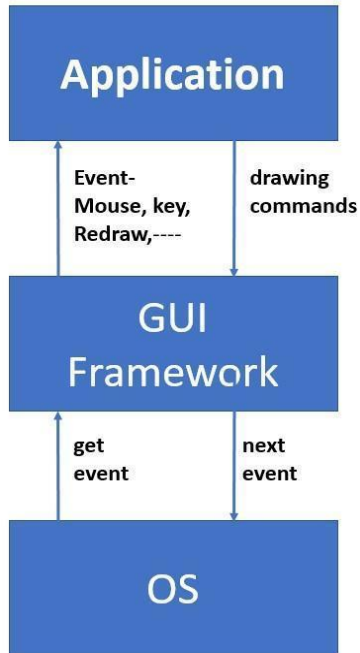 Application
Event-
Mouse, key,
Redraw,----
drawing
commands
GUI
Framework
get
event
next
event
OS